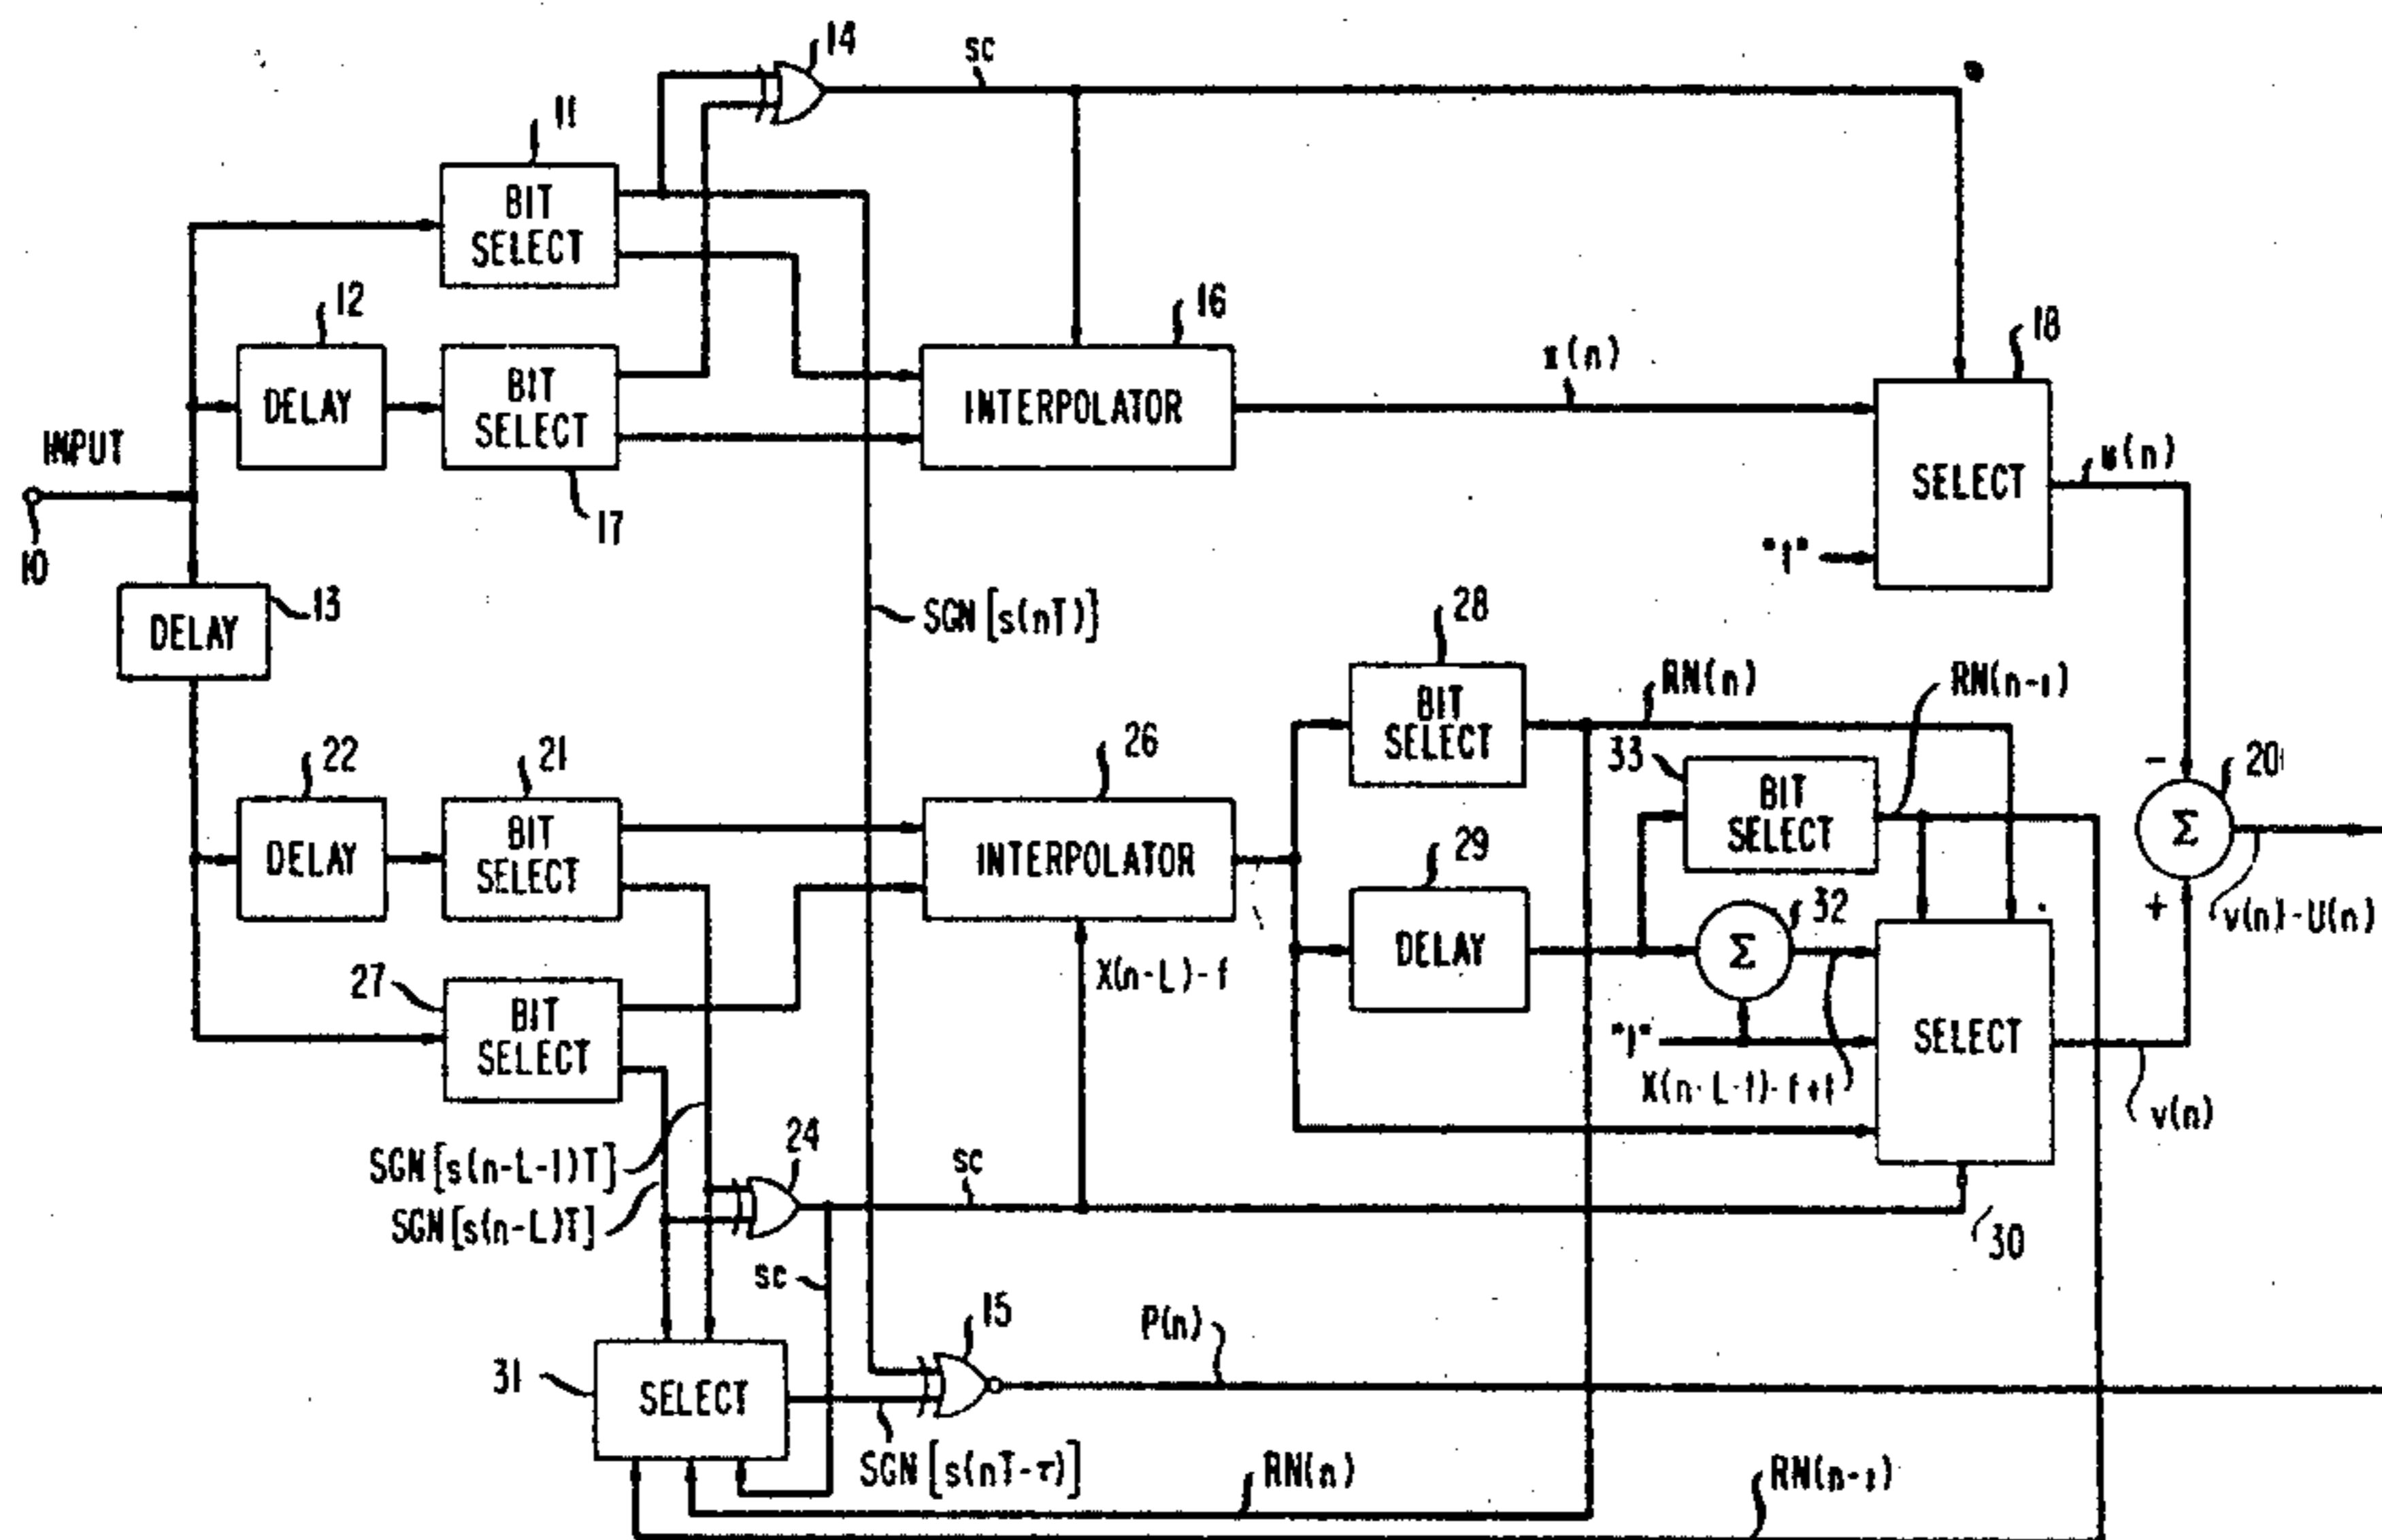 14
sc
11
BIT
SELECT
12
16
x(n)
18
DELAY
BIT
SELECT
INTERPOLATOR
SELECT
u(n)
INPUT
10
17
"1"
13
DELAY
SGN[s(nT)]
28
BIT
SELECT
RN(n)
RN(n-1)
22
21
26
33
BIT
SELECT
20
-
Σ
+
v(n)-U(n)
DELAY
BIT
SELECT
INTERPOLATOR
29
DELAY
32
Σ
27
BIT
SELECT
X(n-L)-f
"1"
X(n-L-1)-f+1
SELECT
v(n)
SGN[s(n-L-1)T]
SGN[s(n-L)T]
24
sc
30
sc
15
P(n)
31
SELECT
SGN[s(nT-τ)]
RN(n)
RN(n-1)